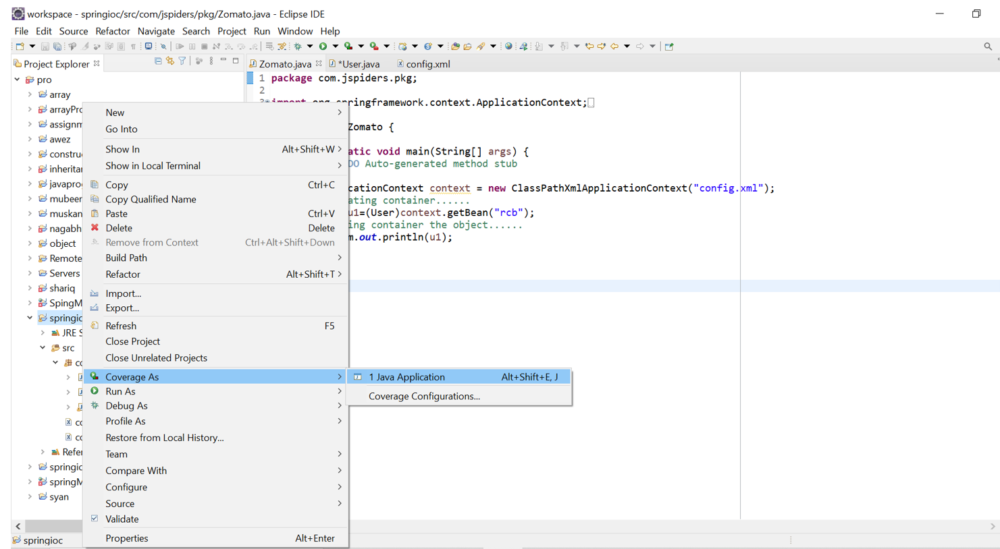 workspace - springioc/src/com/jspiders/pkg/Zomato.java - Eclipse IDE
File Edit Source Refactor Navigate Search Project Run Window Help
Project Explorer
Zomato.java
*User.java
config.xml
pro
array
arrayPro
assignm
awez
constru
inheritar
javapro
mubeer
muskan
nagabh
object
Remote
Servers
shariq
SpingM
springio
JRE S
src
co
co
co
Refer
springio
springM
syan
springioc
New
Go Into
Show In Alt+Shift+W
Show in Local Terminal
Copy Ctrl+C
Copy Qualified Name
Paste Ctrl+V
Delete Delete
Remove from Context Ctrl+Alt+Shift+Down
Build Path
Refactor Alt+Shift+T
Import...
Export...
Refresh F5
Close Project
Close Unrelated Projects
Coverage As
Run As
Debug As
Profile As
Restore from Local History...
Team
Compare With
Configure
Source
Validate
Properties Alt+Enter
1 Java Application Alt+Shift+E, J
Coverage Configurations...
1 package com.jspiders.pkg;
2
3 import org.springframework.context.ApplicationContext;
Zomato {
atic void main(String[] args) {
DO Auto-generated method stub
icationContext context = new ClassPathXmlApplicationContext("config.xml");
ating container......
u1=(User)context.getBean("rcb");
ing container the object......
m.out.println(u1);